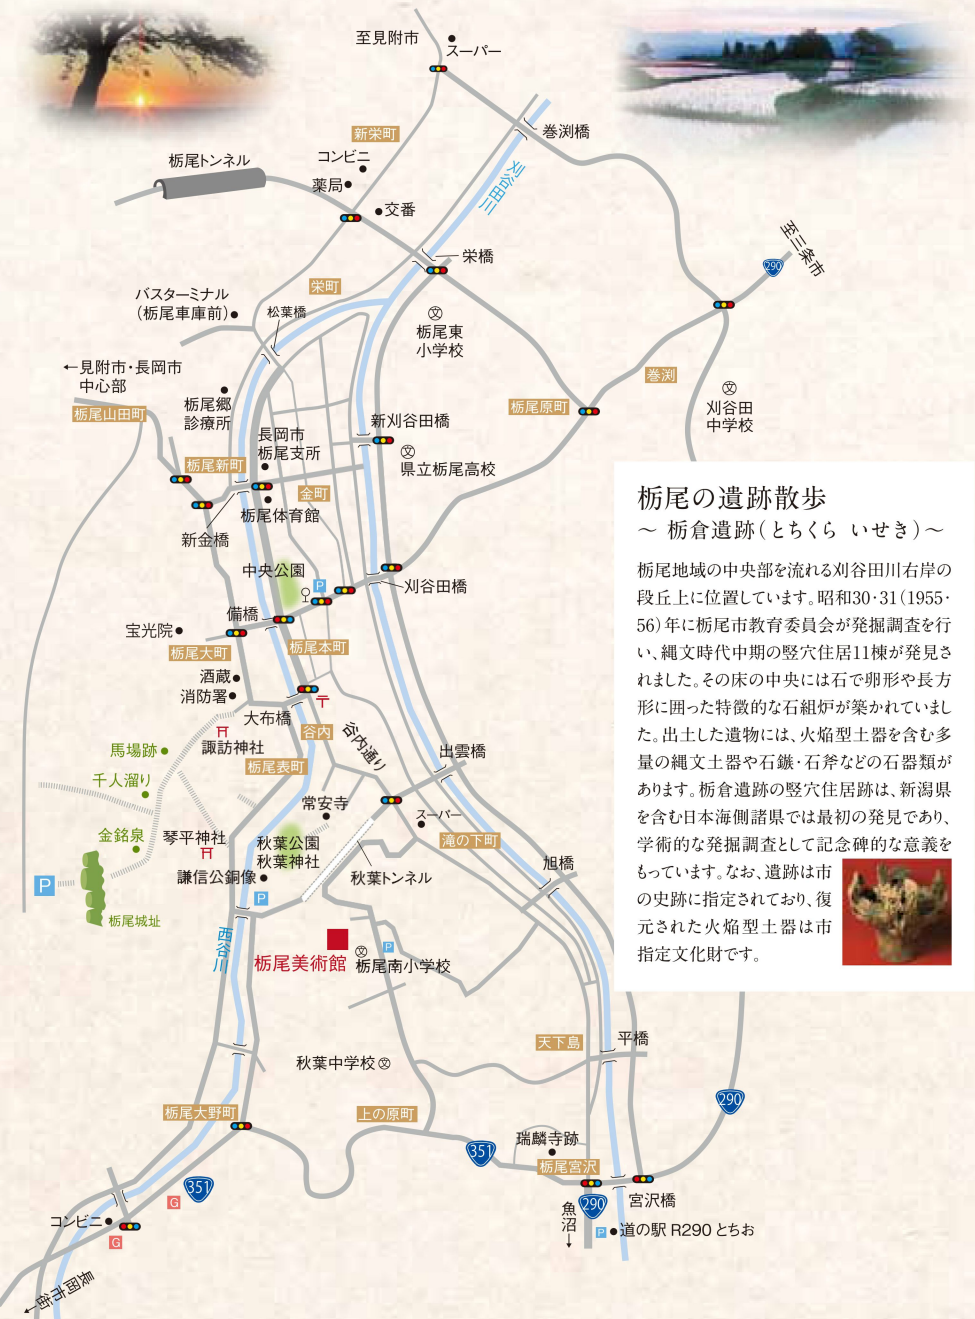 至見附市
スーパー
巻渕橋
新栄町
コンビニ
栃尾トンネル
薬局
交番
刈谷田川
栄橋
至三条市
290
栄町
バスターミナル
（栃尾車庫前）
松葉橋
栃尾東
小学校
←見附市・長岡市
中心部
巻渕
栃尾山田町
栃尾郷
診療所
新刈谷田橋
栃尾原町
刈谷田
中学校
長岡市
栃尾支所
栃尾新町
県立栃尾高校
金町
栃尾体育館
新金橋
中央公園
P
刈谷田橋
備橋
宝光院
栃尾大町
栃尾本町
酒蔵
消防署
〒
大布橋
谷内
谷内通り
諏訪神社
馬場跡
栃尾表町
出雲橋
千人溜り
常安寺
スーパー
金銘泉
琴平神社
秋葉公園
秋葉神社
滝の下町
旭橋
謙信公銅像
秋葉トンネル
P
P
栃尾城址
西谷川
栃尾美術館
文
栃尾南小学校
P
天下島
平橋
秋葉中学校
文
290
栃尾大野町
上の原町
351
瑞麟寺跡
栃尾宮沢
351
G
宮沢橋
290
魚沼→
コンビニ
P
道の駅 R290 とちお
G
←長岡市街
栃尾の遺跡散歩
～ 栃倉遺跡（とちくら いせき）～
栃尾地域の中央部を流れる刈谷田川右岸の
段丘上に位置しています。昭和30・31（1955・
56）年に栃尾市教育委員会が発掘調査を行
い、縄文時代中期の竪穴住居11棟が発見さ
れました。その床の中央には石で卵形や長方
形に囲った特徴的な石組炉が築かれていまし
た。出土した遺物には、火焔型土器を含む多
量の縄文土器や石鏃・石斧などの石器類が
あります。栃倉遺跡の竪穴住居跡は、新潟県
を含む日本海側諸県では最初の発見であり、
学術的な発掘調査として記念碑的な意義を
もっています。なお、遺跡は市
の史跡に指定されており、復
元された火焔型土器は市
指定文化財です。